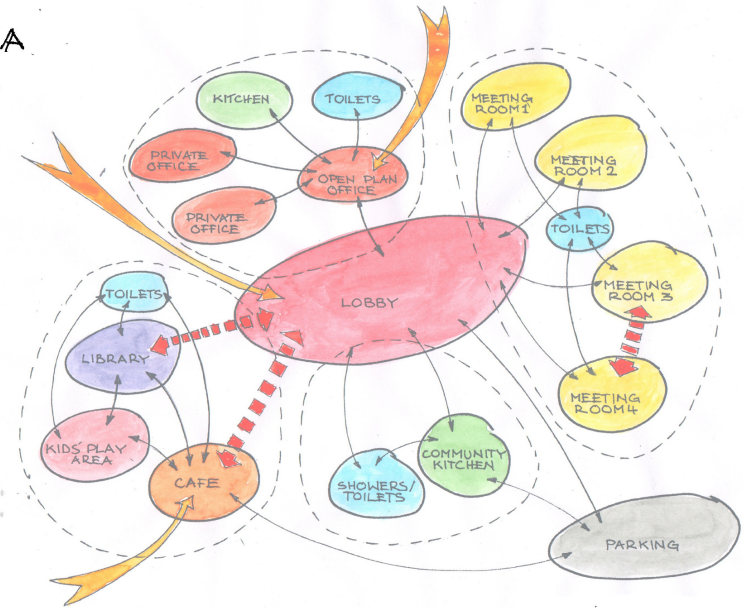 A
KITCHEN
TOILETS
PRIVATE
OFFICE
OPEN PLAN
OFFICE
PRIVATE
OFFICE
MEETING
ROOM 1
MEETING
ROOM 2
TOILETS
MEETING
ROOM 3
MEETING
ROOM 4
LOBBY
TOILETS
LIBRARY
KIDS' PLAY
AREA
CAFE
SHOWERS/
TOILETS
COMMUNITY
KITCHEN
PARKING